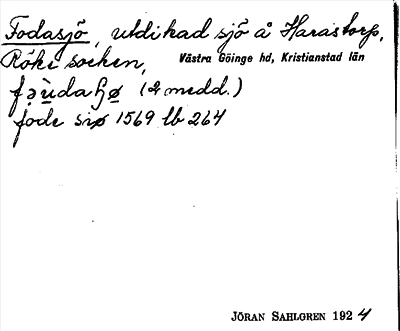 Fodasjö, utdikad sjö å Harastorp,
Röke socken, Västra Göinge hd, Kristianstad län
(2 medd.)
fode siø 1569 lb 264
JÖRAN SAHLGREN 1924